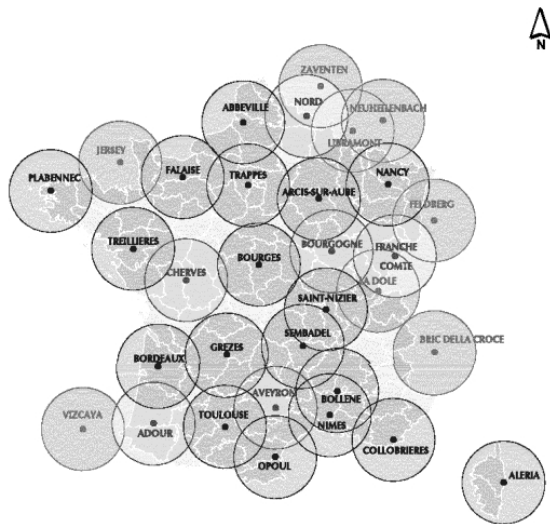 N
ZAVENTEN
ABBEVILLE
NORD
NEUHEILENBACH
LIBRAMONT
JERSEY
FALAISE
TRAPPES
ARCIS-SUR-AUBE
NANCY
PLABENNEC
FELDBERG
TREILLIERES
BOURGES
BOURGOGNE
FRANCHE
COMTE
CHERVES
LA DOLE
SAINT-NIZIER
BORDEAUX
GREZES
SEMBADEL
BRIC DELLA CROCE
VIZCAYA
ADOUR
TOULOUSE
AVEYRON
BOLLENE
NIMES
OPOUL
COLLOBRIERES
ALERIA